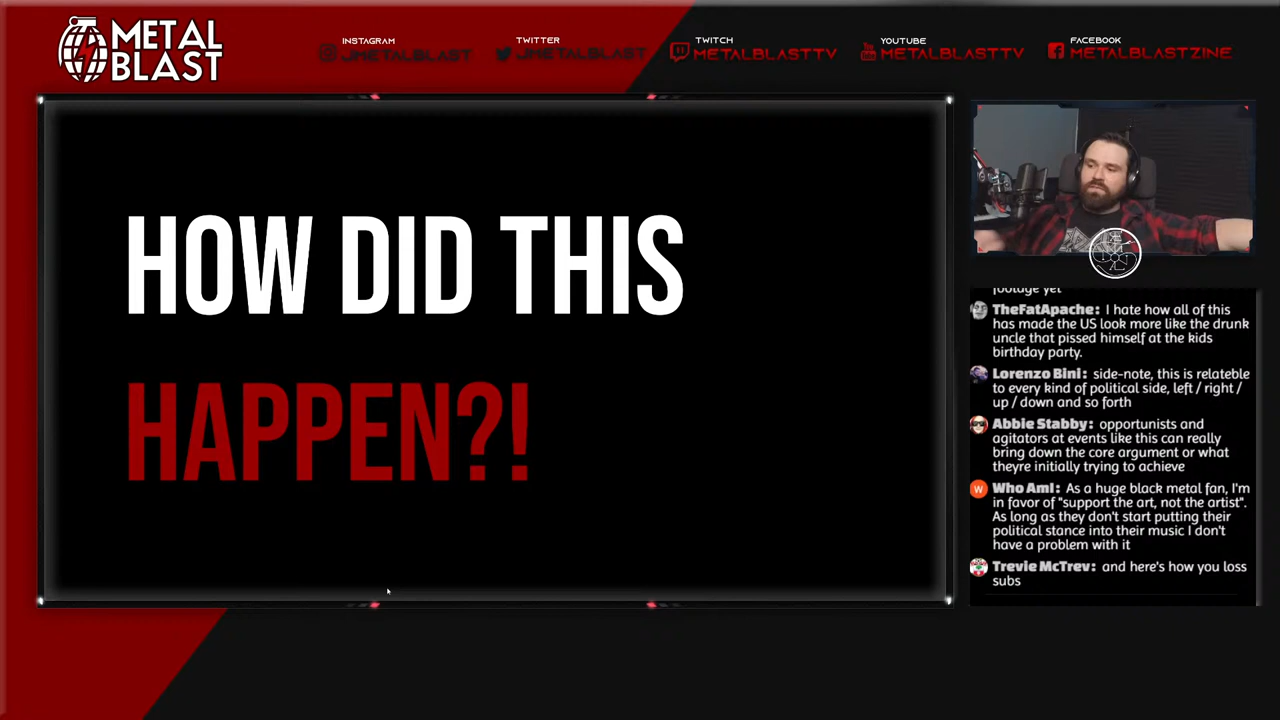 METAL
BLAST
INSTAGRAM
JMETALBLAST
TWITTER
JMETALBLAST
TWITCH
METALBLASTTV
YOUTUBE
METALBLASTTV
FACEBOOK
METALBLASTZINE
HOW DID THIS
HAPPEN?!
footage yet
TheFatApache: I hate how all of this
has made the US look more like the drunk
uncle that pissed himself at the kids
birthday party.
Lorenzo Bini: side-note, this is relateble
to every kind of political side, left / right /
up / down and so forth
Abbie Stabby: opportunists and
agitators at events like this can really
bring down the core argument or what
theyre initially trying to achieve
W
Who AmI: As a huge black metal fan, I'm
in favor of "support the art, not the artist".
As long as they don't start putting their
political stance into their music I don't
have a problem with it
Trevie McTrev: and here's how you loss
subs